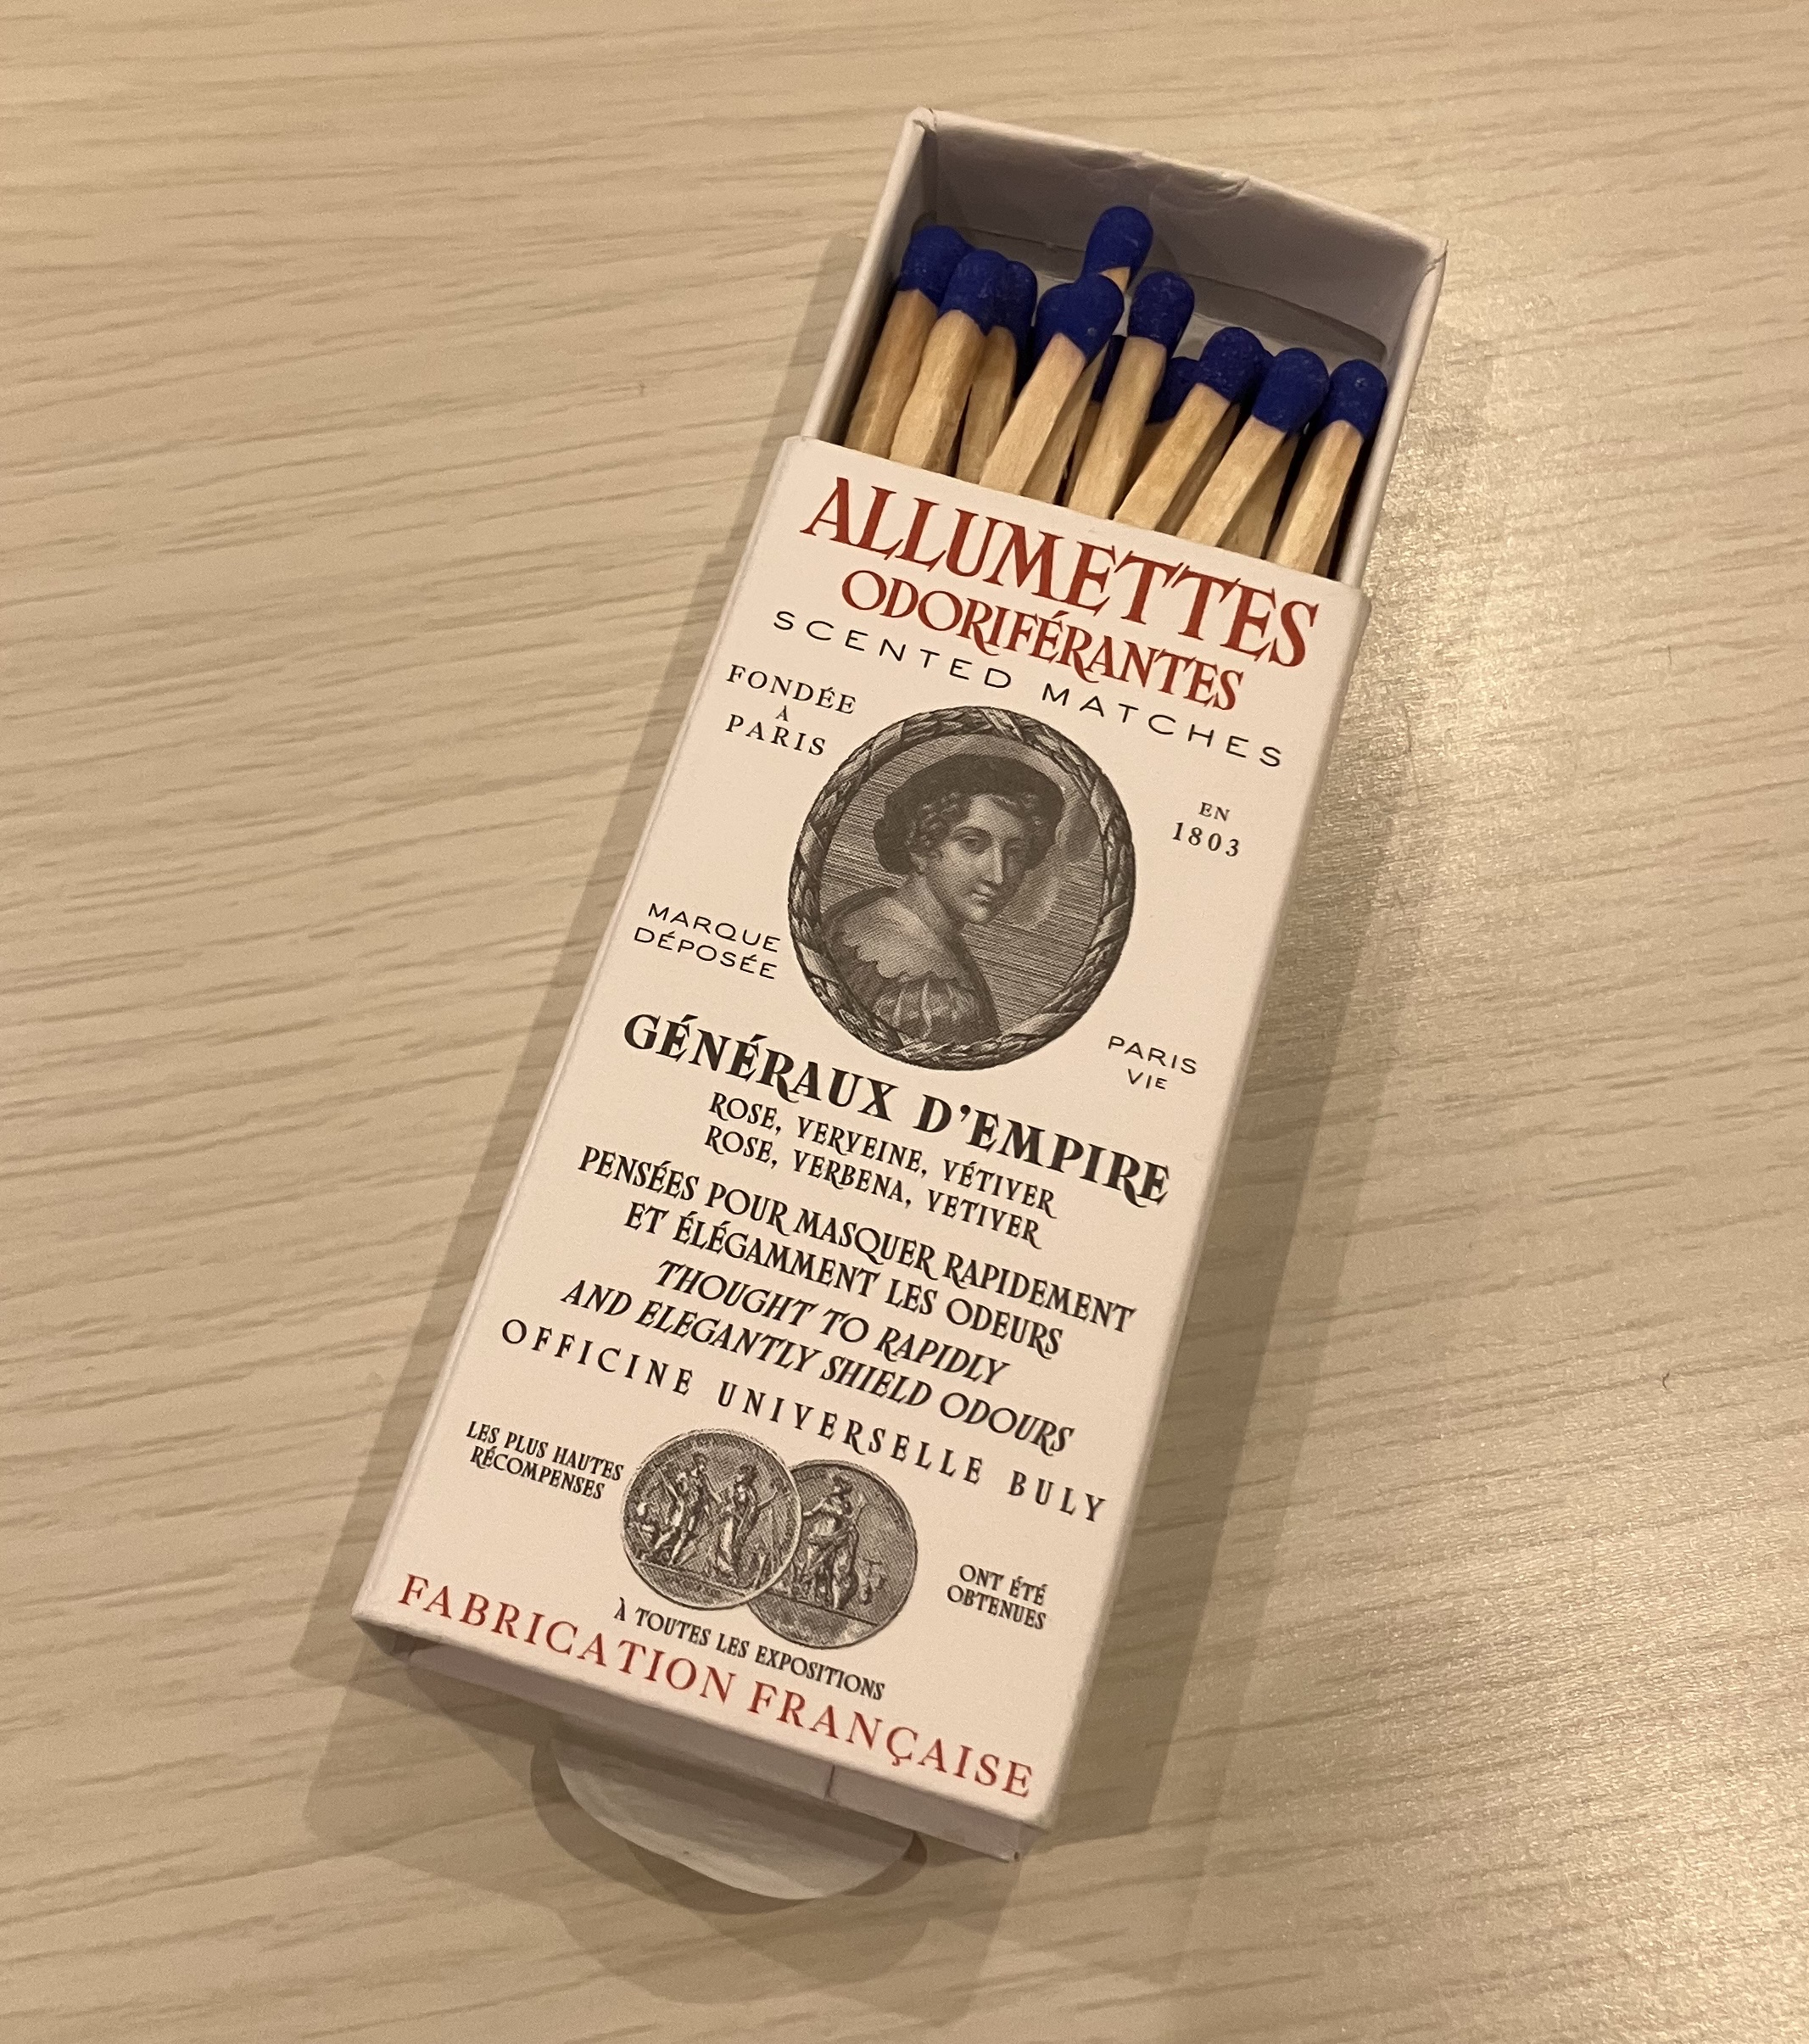 ALLUMETTES
ODORIFÉRANTES
SCENTED MATCHES
FONDÉE
À
PARIS
EN
1803
MARQUE
DÉPOSÉE
PARIS
VIE
GÉNÉRAUX D'EMPIRE
ROSE, VERVEINE, VÉTIVER
ROSE, VERBENA, VETIVER
PENSÉES POUR MASQUER RAPIDEMENT
ET ÉLÉGAMMENT LES ODEURS
THOUGHT TO RAPIDLY
AND ELEGANTLY SHIELD ODOURS
OFFICINE UNIVERSELLE BULY
LES PLUS HAUTES
RÉCOMPENSES
ONT ÉTÉ
OBTENUES
À TOUTES LES EXPOSITIONS
FABRICATION FRANÇAISE